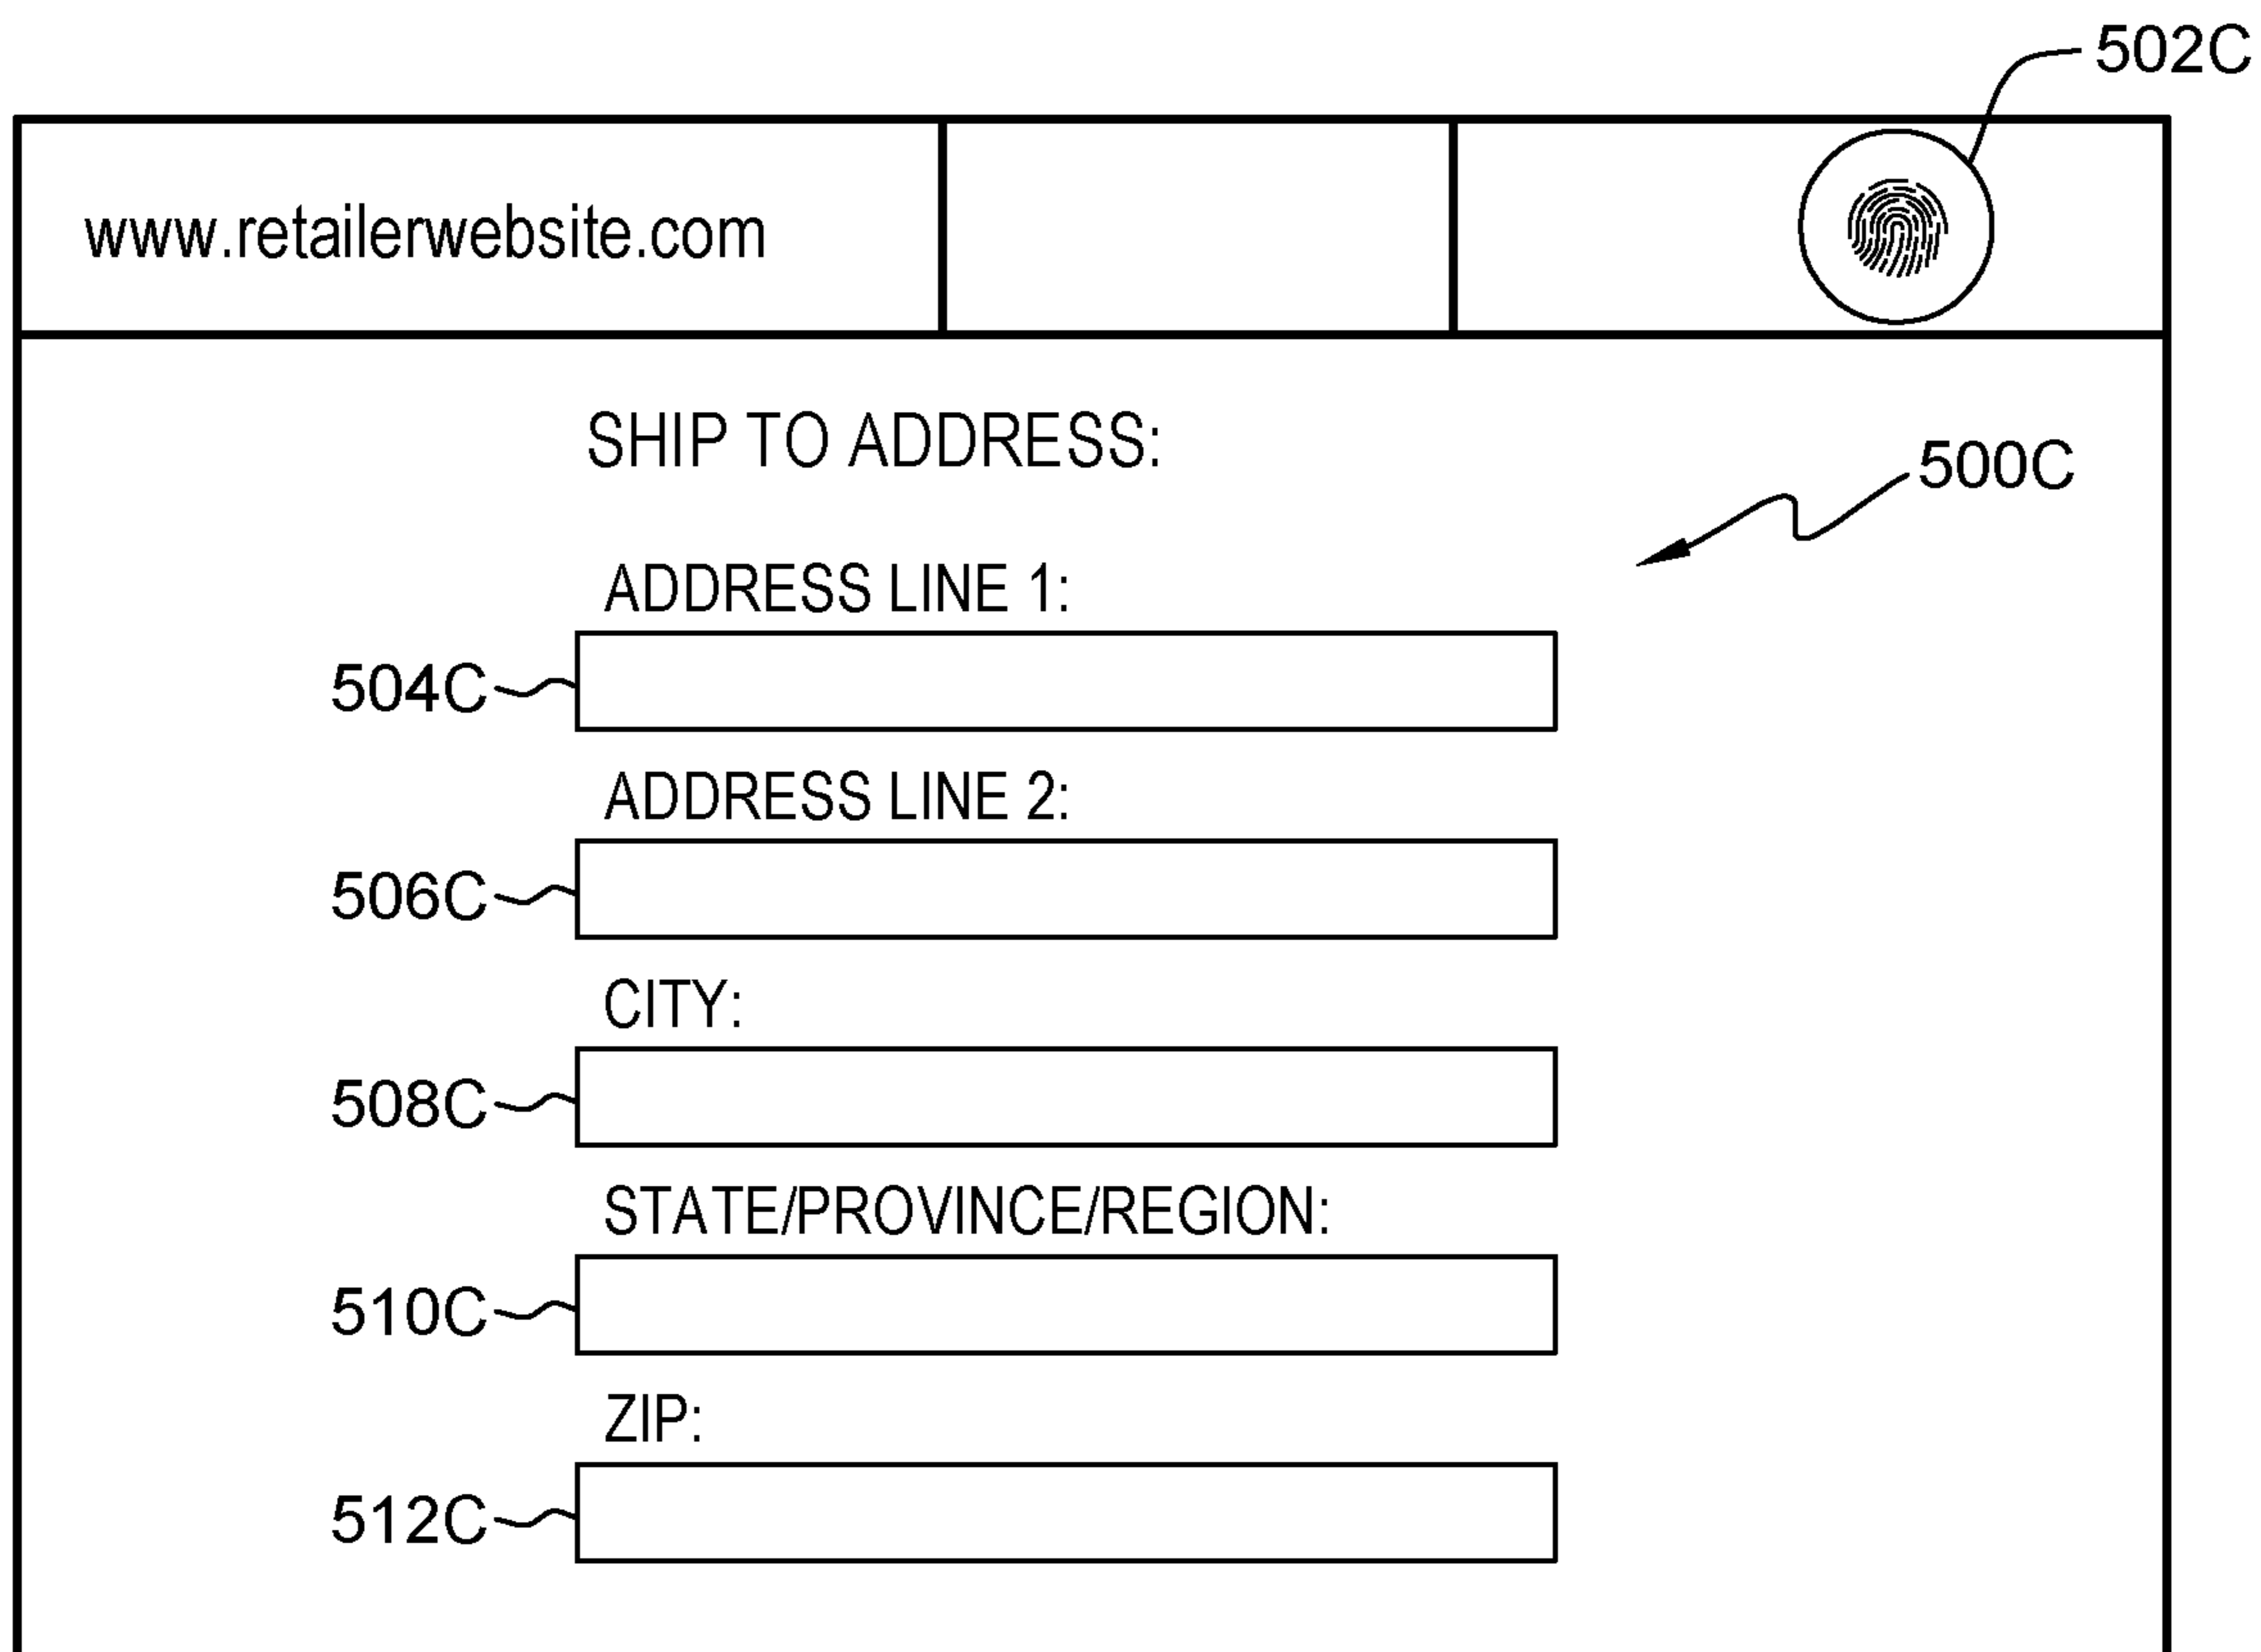 502C
www.retailerwebsite.com
SHIP TO ADDRESS:
500C
ADDRESS LINE 1:
504C
ADDRESS LINE 2:
506C
CITY:
508C
STATE/PROVINCE/REGION:
510C
ZIP:
512C